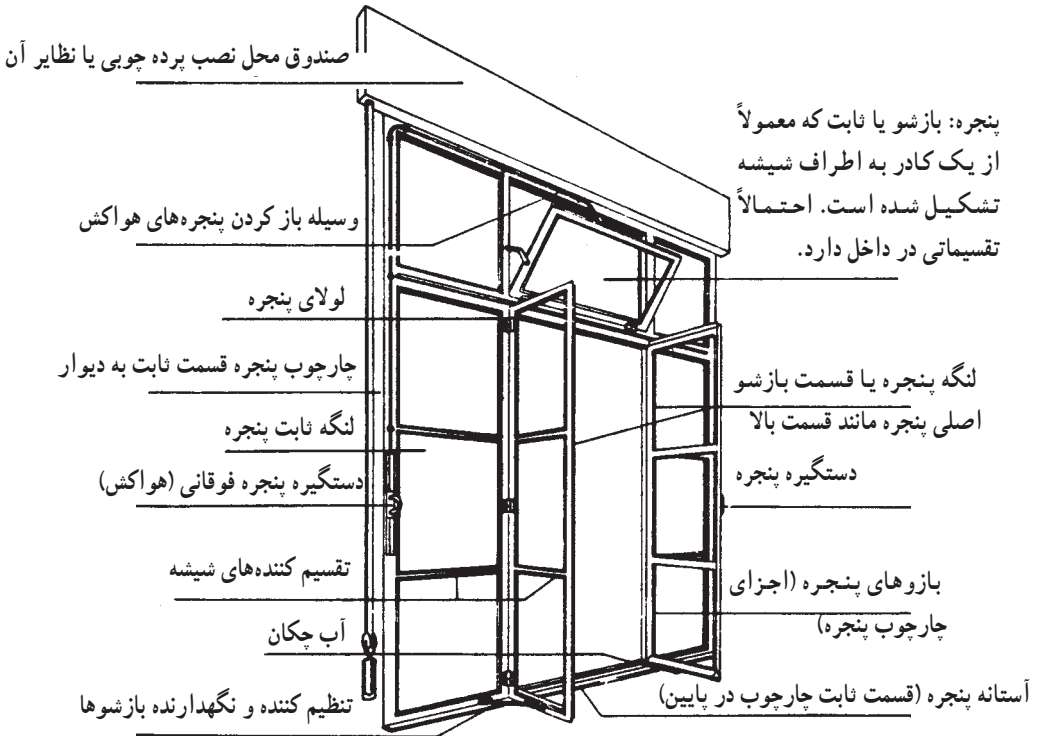 صندوق محل نصب پرده چوبی یا نظایر آن
پنجره: بازشو یا ثابت که معمولاً
از یک کادر به اطراف شیشه
تشکیل شده است. احتمالاً
تقسیماتی در داخل دارد.
وسیله باز کردن پنجره‌های هواکش
لولای پنجره
چارچوب پنجره قسمت ثابت به دیوار
لنگه پنجره یا قسمت بازشو
اصلی پنجره مانند قسمت بالا
لنگه ثابت پنجره
دستگیره پنجره
دستگیره پنجره فوقانی (هواکش)
تقسیم کننده‌های شیشه
بازوهای پنجره (اجزای
چارچوب پنجره)
آب چکان
آستانه پنجره (قسمت ثابت چارچوب در پایین)
تنظیم کننده و نگهدارنده بازشوها